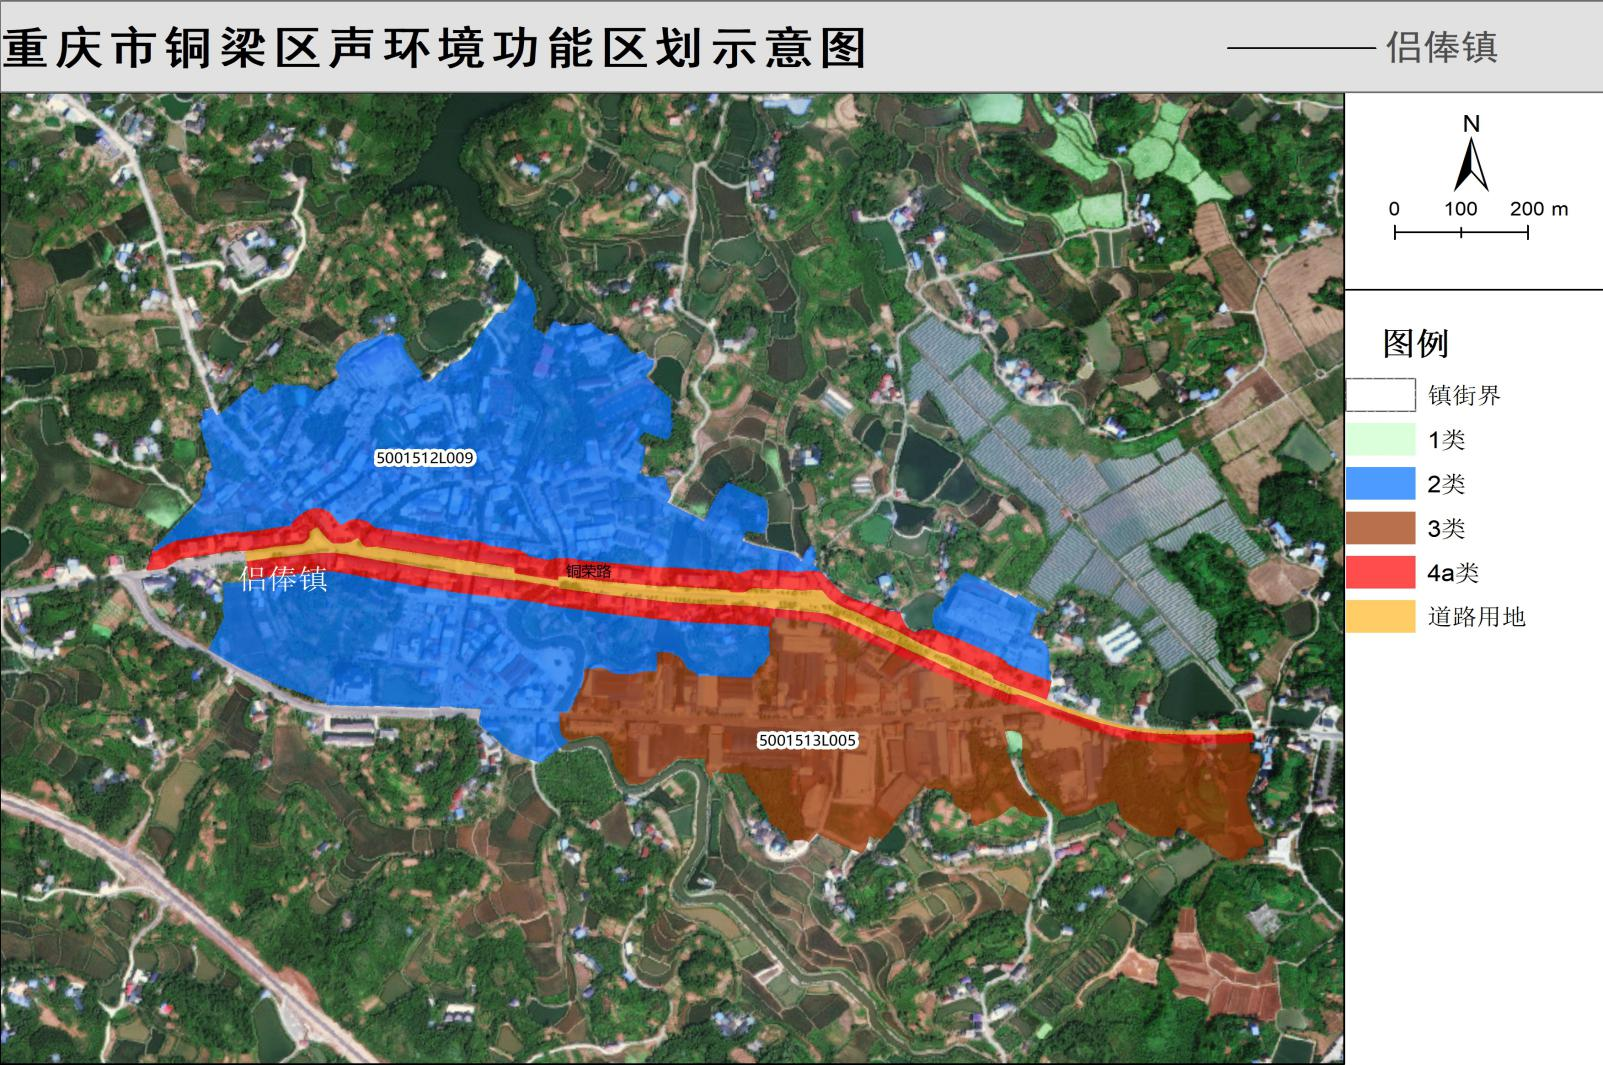 重庆市铜梁区声环境功能区划示意图
侣俸镇
N
0 100 200 m
图例
镇街界
1类
2类
3类
4a类
道路用地
5001512L009
铜荣路
侣俸镇
5001513L005